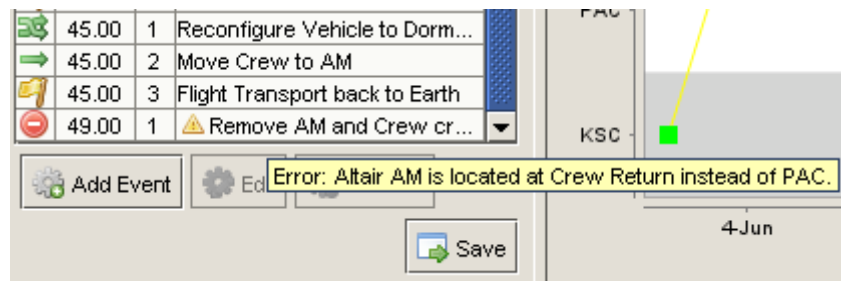 PAC
45.00 1 Reconfigure Vehicle to Dorm...
45.00 2 Move Crew to AM
45.00 3 Flight Transport back to Earth
49.00 1 Remove AM and Crew cr...
KSC
Add Event Ed
Error: Altair AM is located at Crew Return instead of PAC.
4-Jun
Save